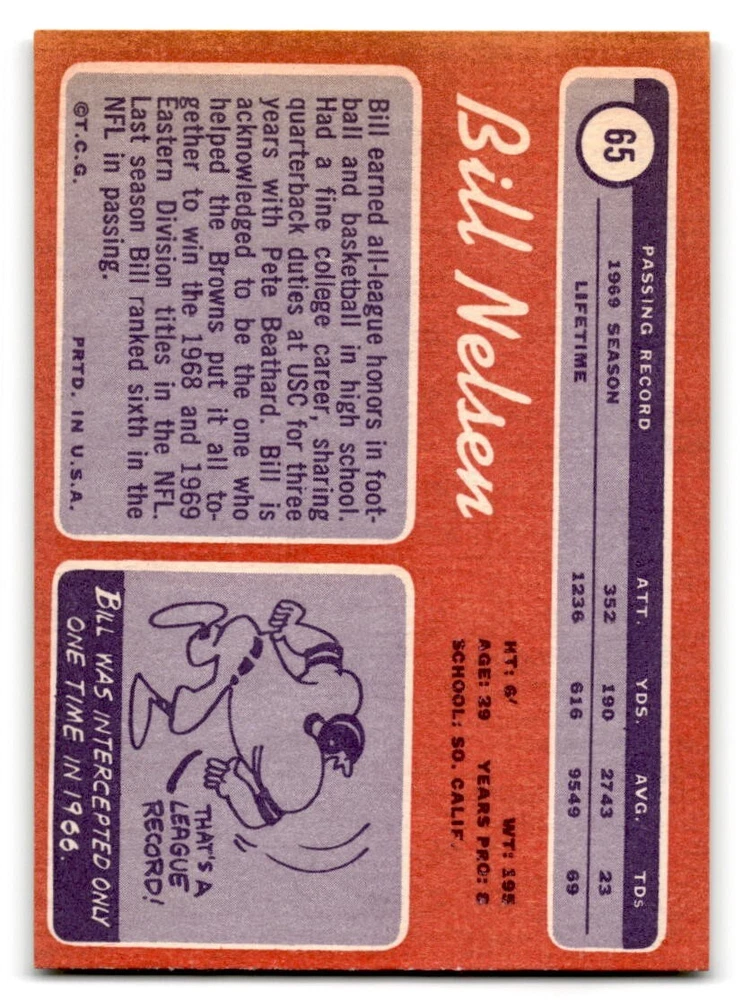 65
PASSING RECORD ATT. YDS. AVG. TDS
1969 SEASON 352 190 2743 23
LIFETIME 1236 616 9549 69
Bill Nelsen
HT: 6' WT: 195
AGE: 29 YEARS PRO: 8
SCHOOL: SO. CALIF.
Bill earned all-league honors in foot-
ball and basketball in high school.
Had a fine college career, sharing
quarterback duties at USC for three
years with Pete Beathard. Bill is
acknowledged to be the one who
helped the Browns put it all to-
gether to win the 1968 and 1969
Eastern Division titles in the NFL.
Last season Bill ranked sixth in the
NFL in passing.
©T.C.G. PRTD. IN U.S.A.
THAT'S A
LEAGUE
RECORD!
BILL WAS INTERCEPTED ONLY
ONE TIME IN 1966.